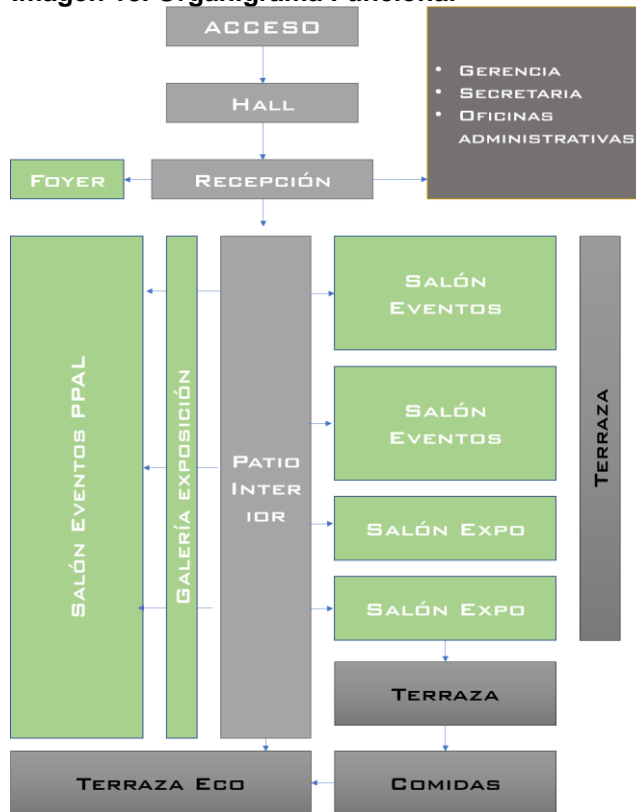 Imagen Organigrama Funcional
ACCESO
HALL
• GERENCIA
• SECRETARIA
• OFICINAS
ADMINISTRATIVAS
FOYER
RECEPCIÓN
SALÓN EVENTOS PPAL
GALERÍA EXPOSICIÓN
PATIO
INTER
IOR
SALÓN
EVENTOS
SALÓN
EVENTOS
SALÓN EXPO
SALÓN EXPO
TERRAZA
TERRAZA
TERRAZA ECO
COMIDAS